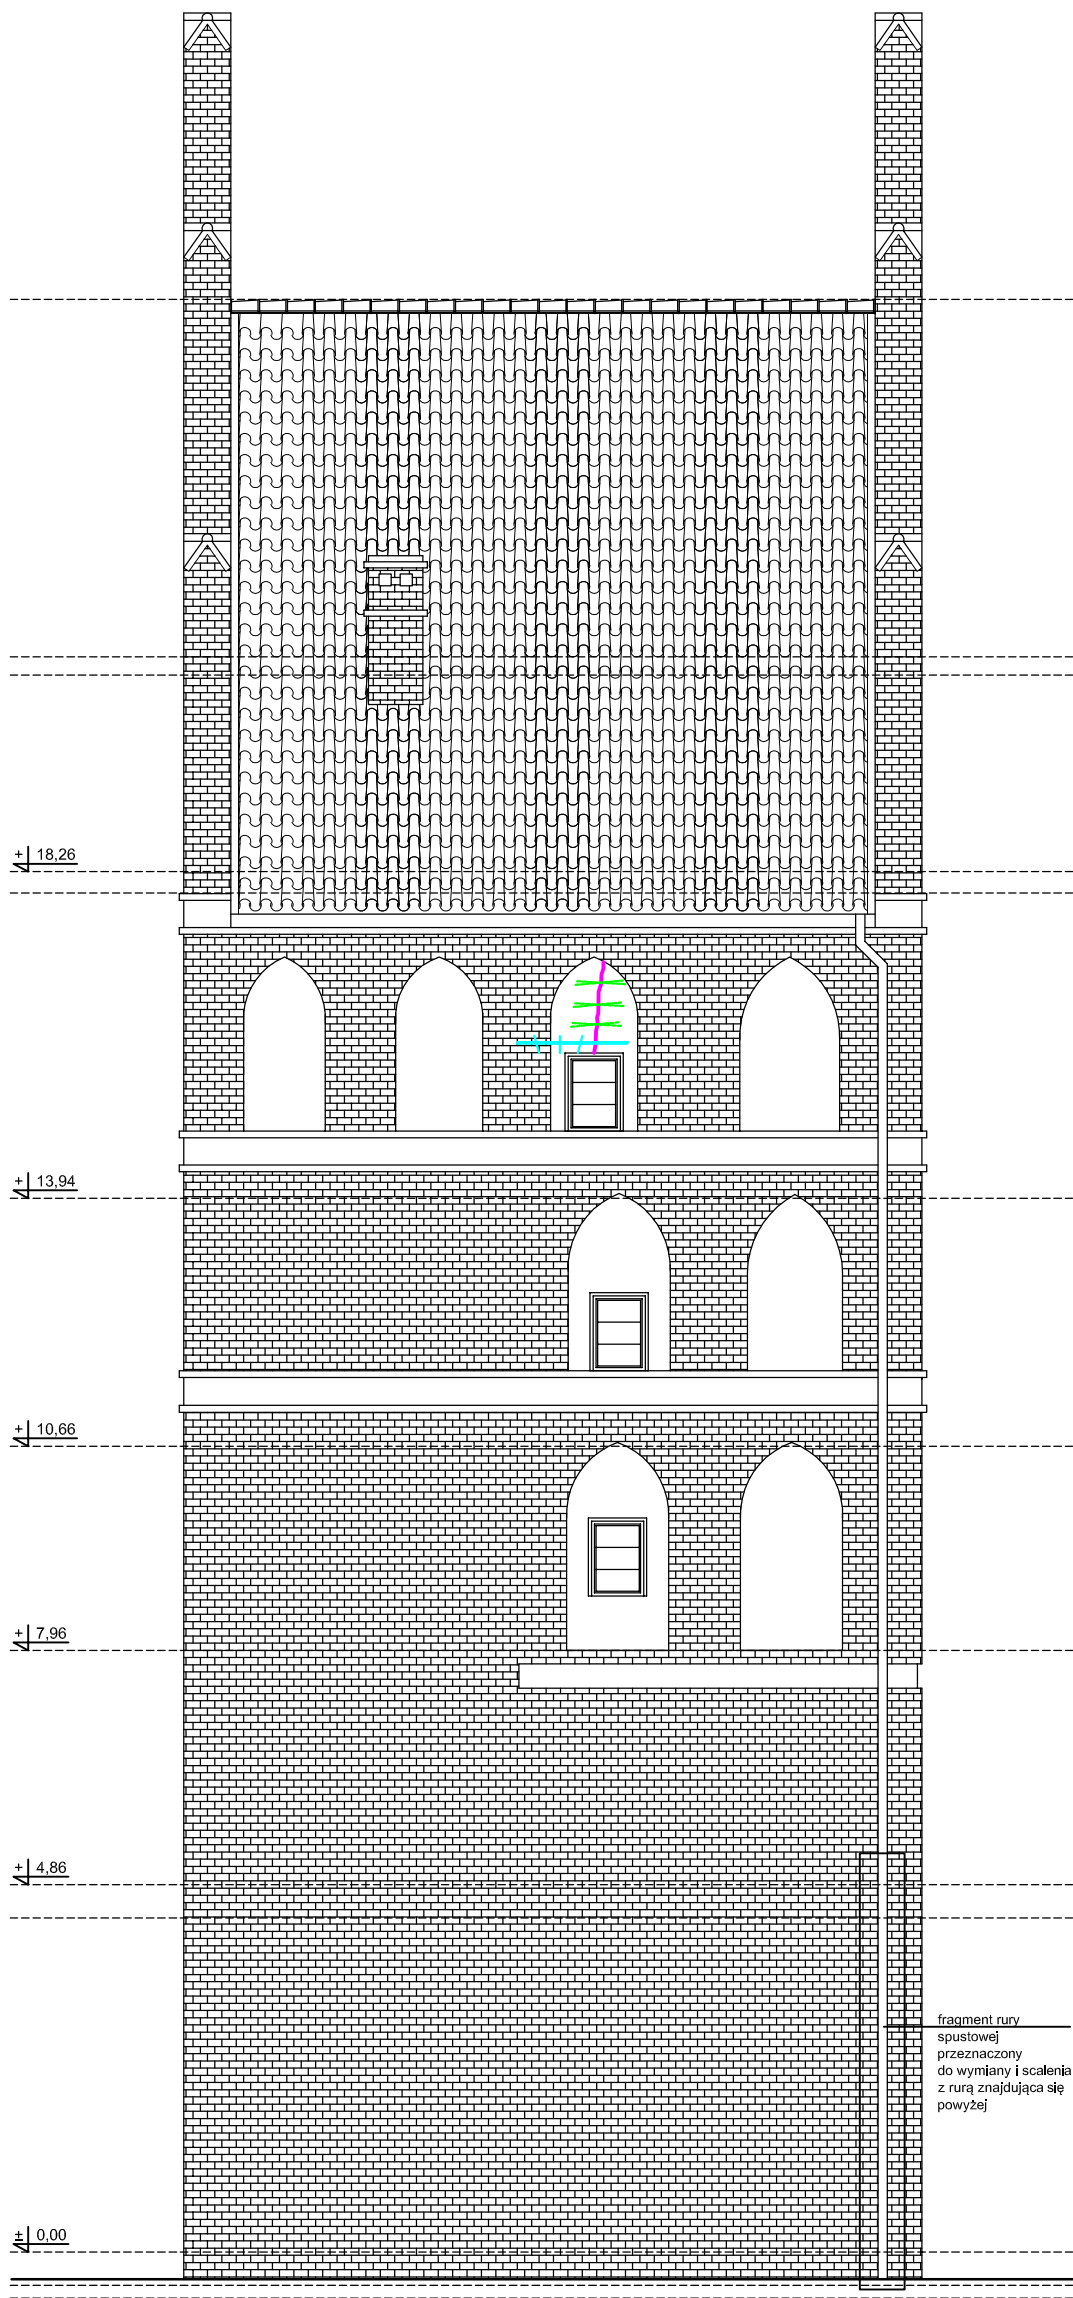 + 18,26
+ 13,94
+ 10,66
+ 7,96
+ 4,86
fragment rury
spustowej
przeznaczony
do wymiany i scalenia
z rurą znajdująca się
powyżej
± 0,00